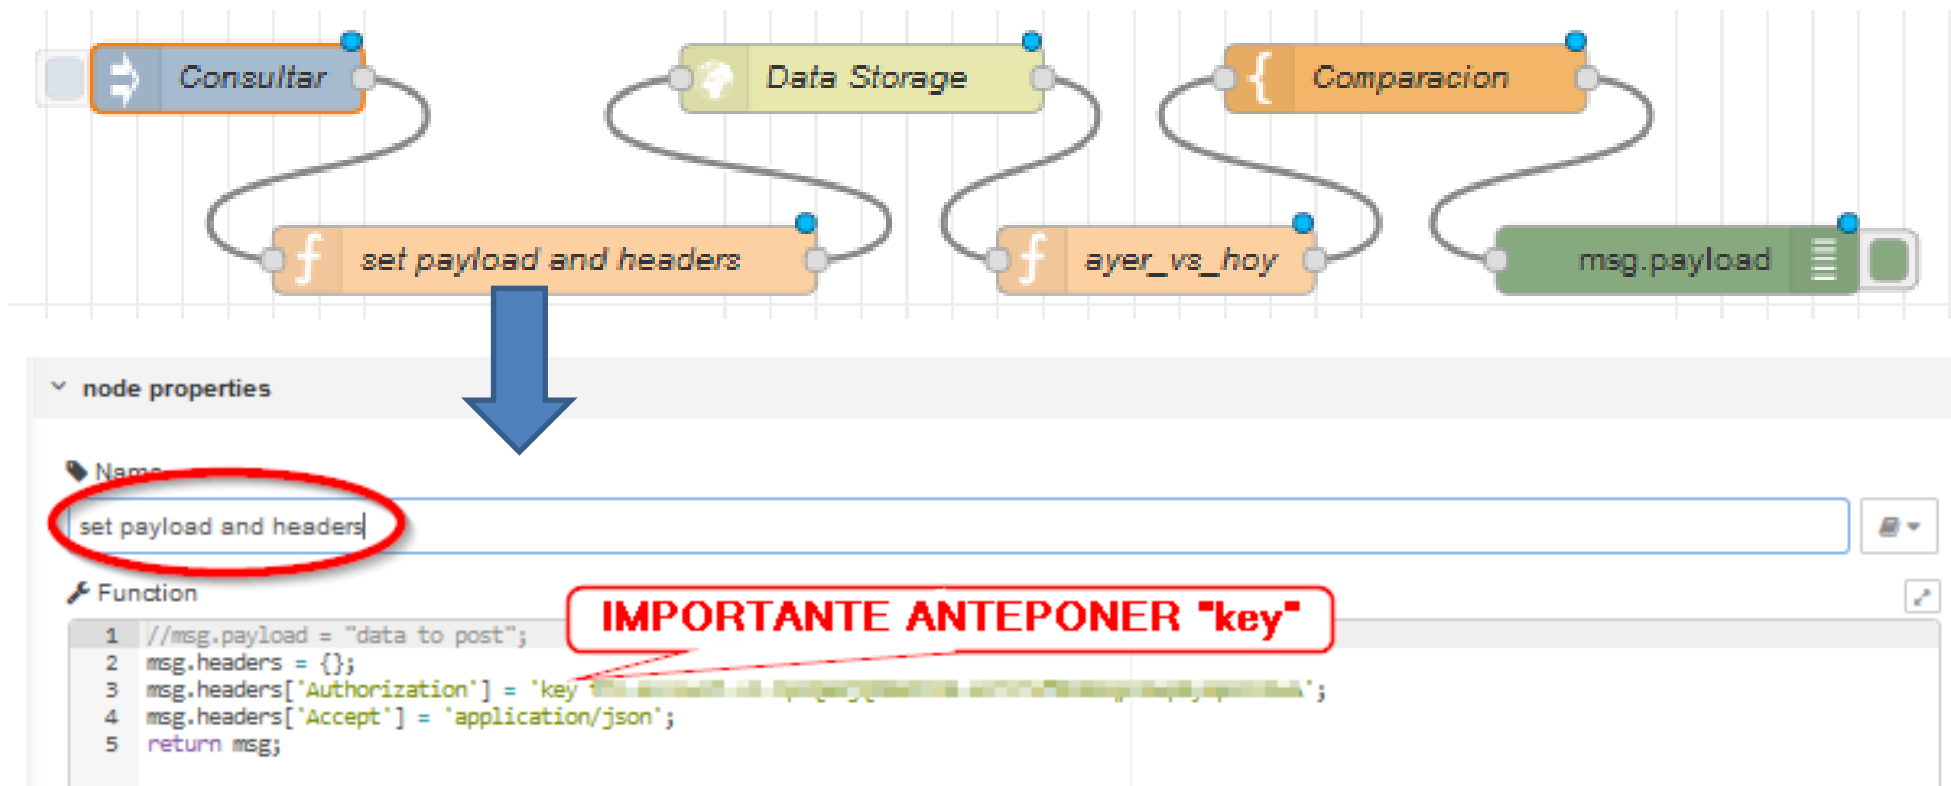 Consultar
Data Storage
Comparacion
set payload and headers
ayer_vs_hoy
msg.payload
node properties
Name
set payload and headers
Function
IMPORTANTE ANTEPONER "key"
1 //msg.payload = "data to post";
2 msg.headers = {};
3 msg.headers['Authorization'] = 'key ';
4 msg.headers['Accept'] = 'application/json';
5 return msg;